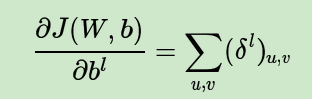 ∂J(W, b)/∂b^l = ∑_{u,v} (δ^l)_{u,v}